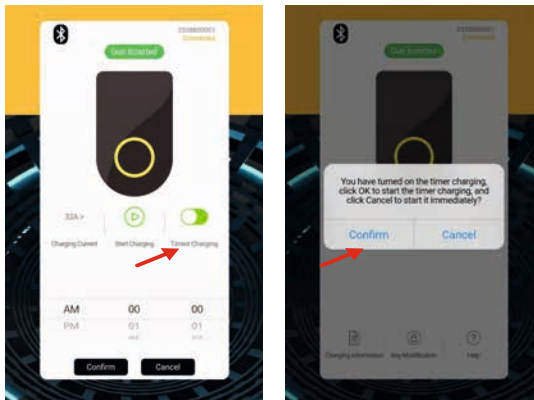 Gun Inserted
32A >
Charging Current
Start Charging
Timed Charging
AM 00 00
PM 01 01
Confirm
Cancel
Gun Inserted
You have turned on the timer charging,
click OK to start the timer charging, and
click Cancel to start it immediately?
Confirm
Cancel
Charging information
Key Modification
Help